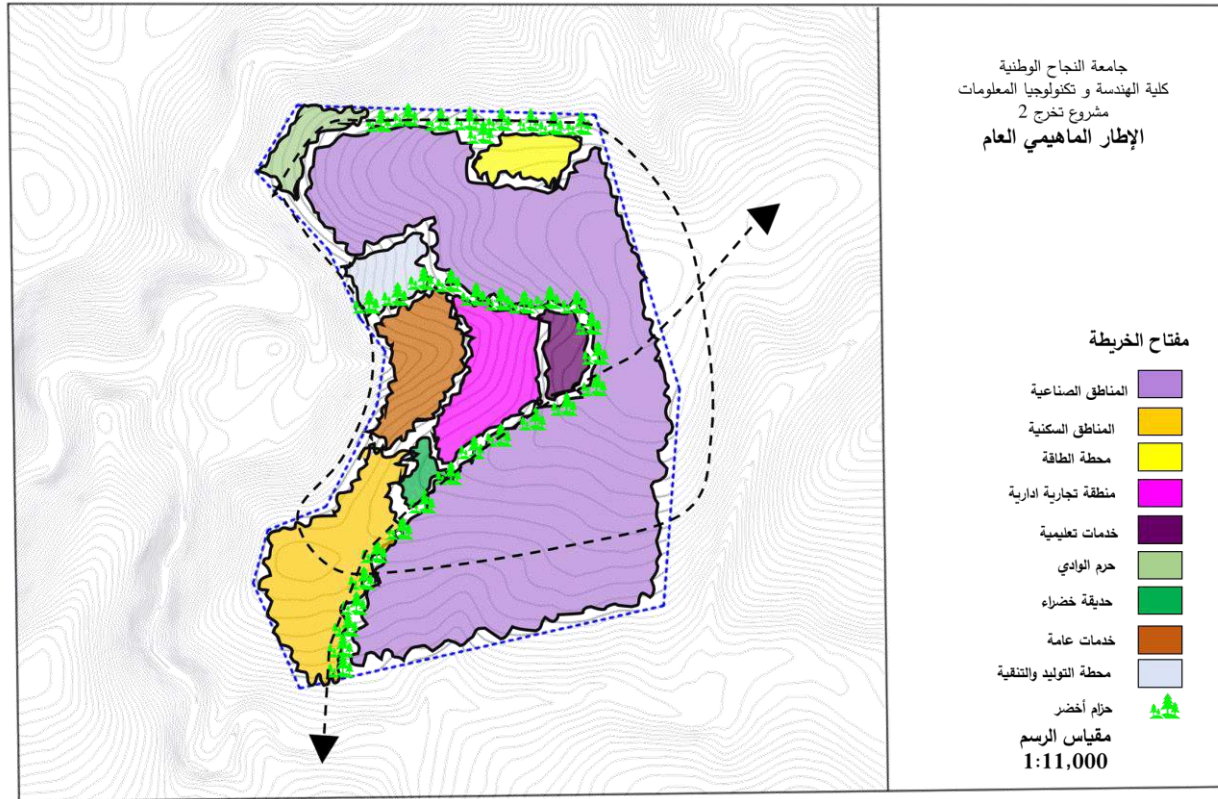 جامعة النجاح الوطنية
كلية الهندسة و تكنولوجيا المعلومات
مشروع تخرج 2
الإطار الماهيمي العام
مفتاح الخريطة
المناطق الصناعية
المناطق السكنية
محطة الطاقة
منطقة تجارية ادارية
خدمات تعليمية
حرم الوادي
حديقة خضراء
خدمات عامة
محطة التوليد والتنقية
حزام أخضر
مقياس الرسم
1:11,000